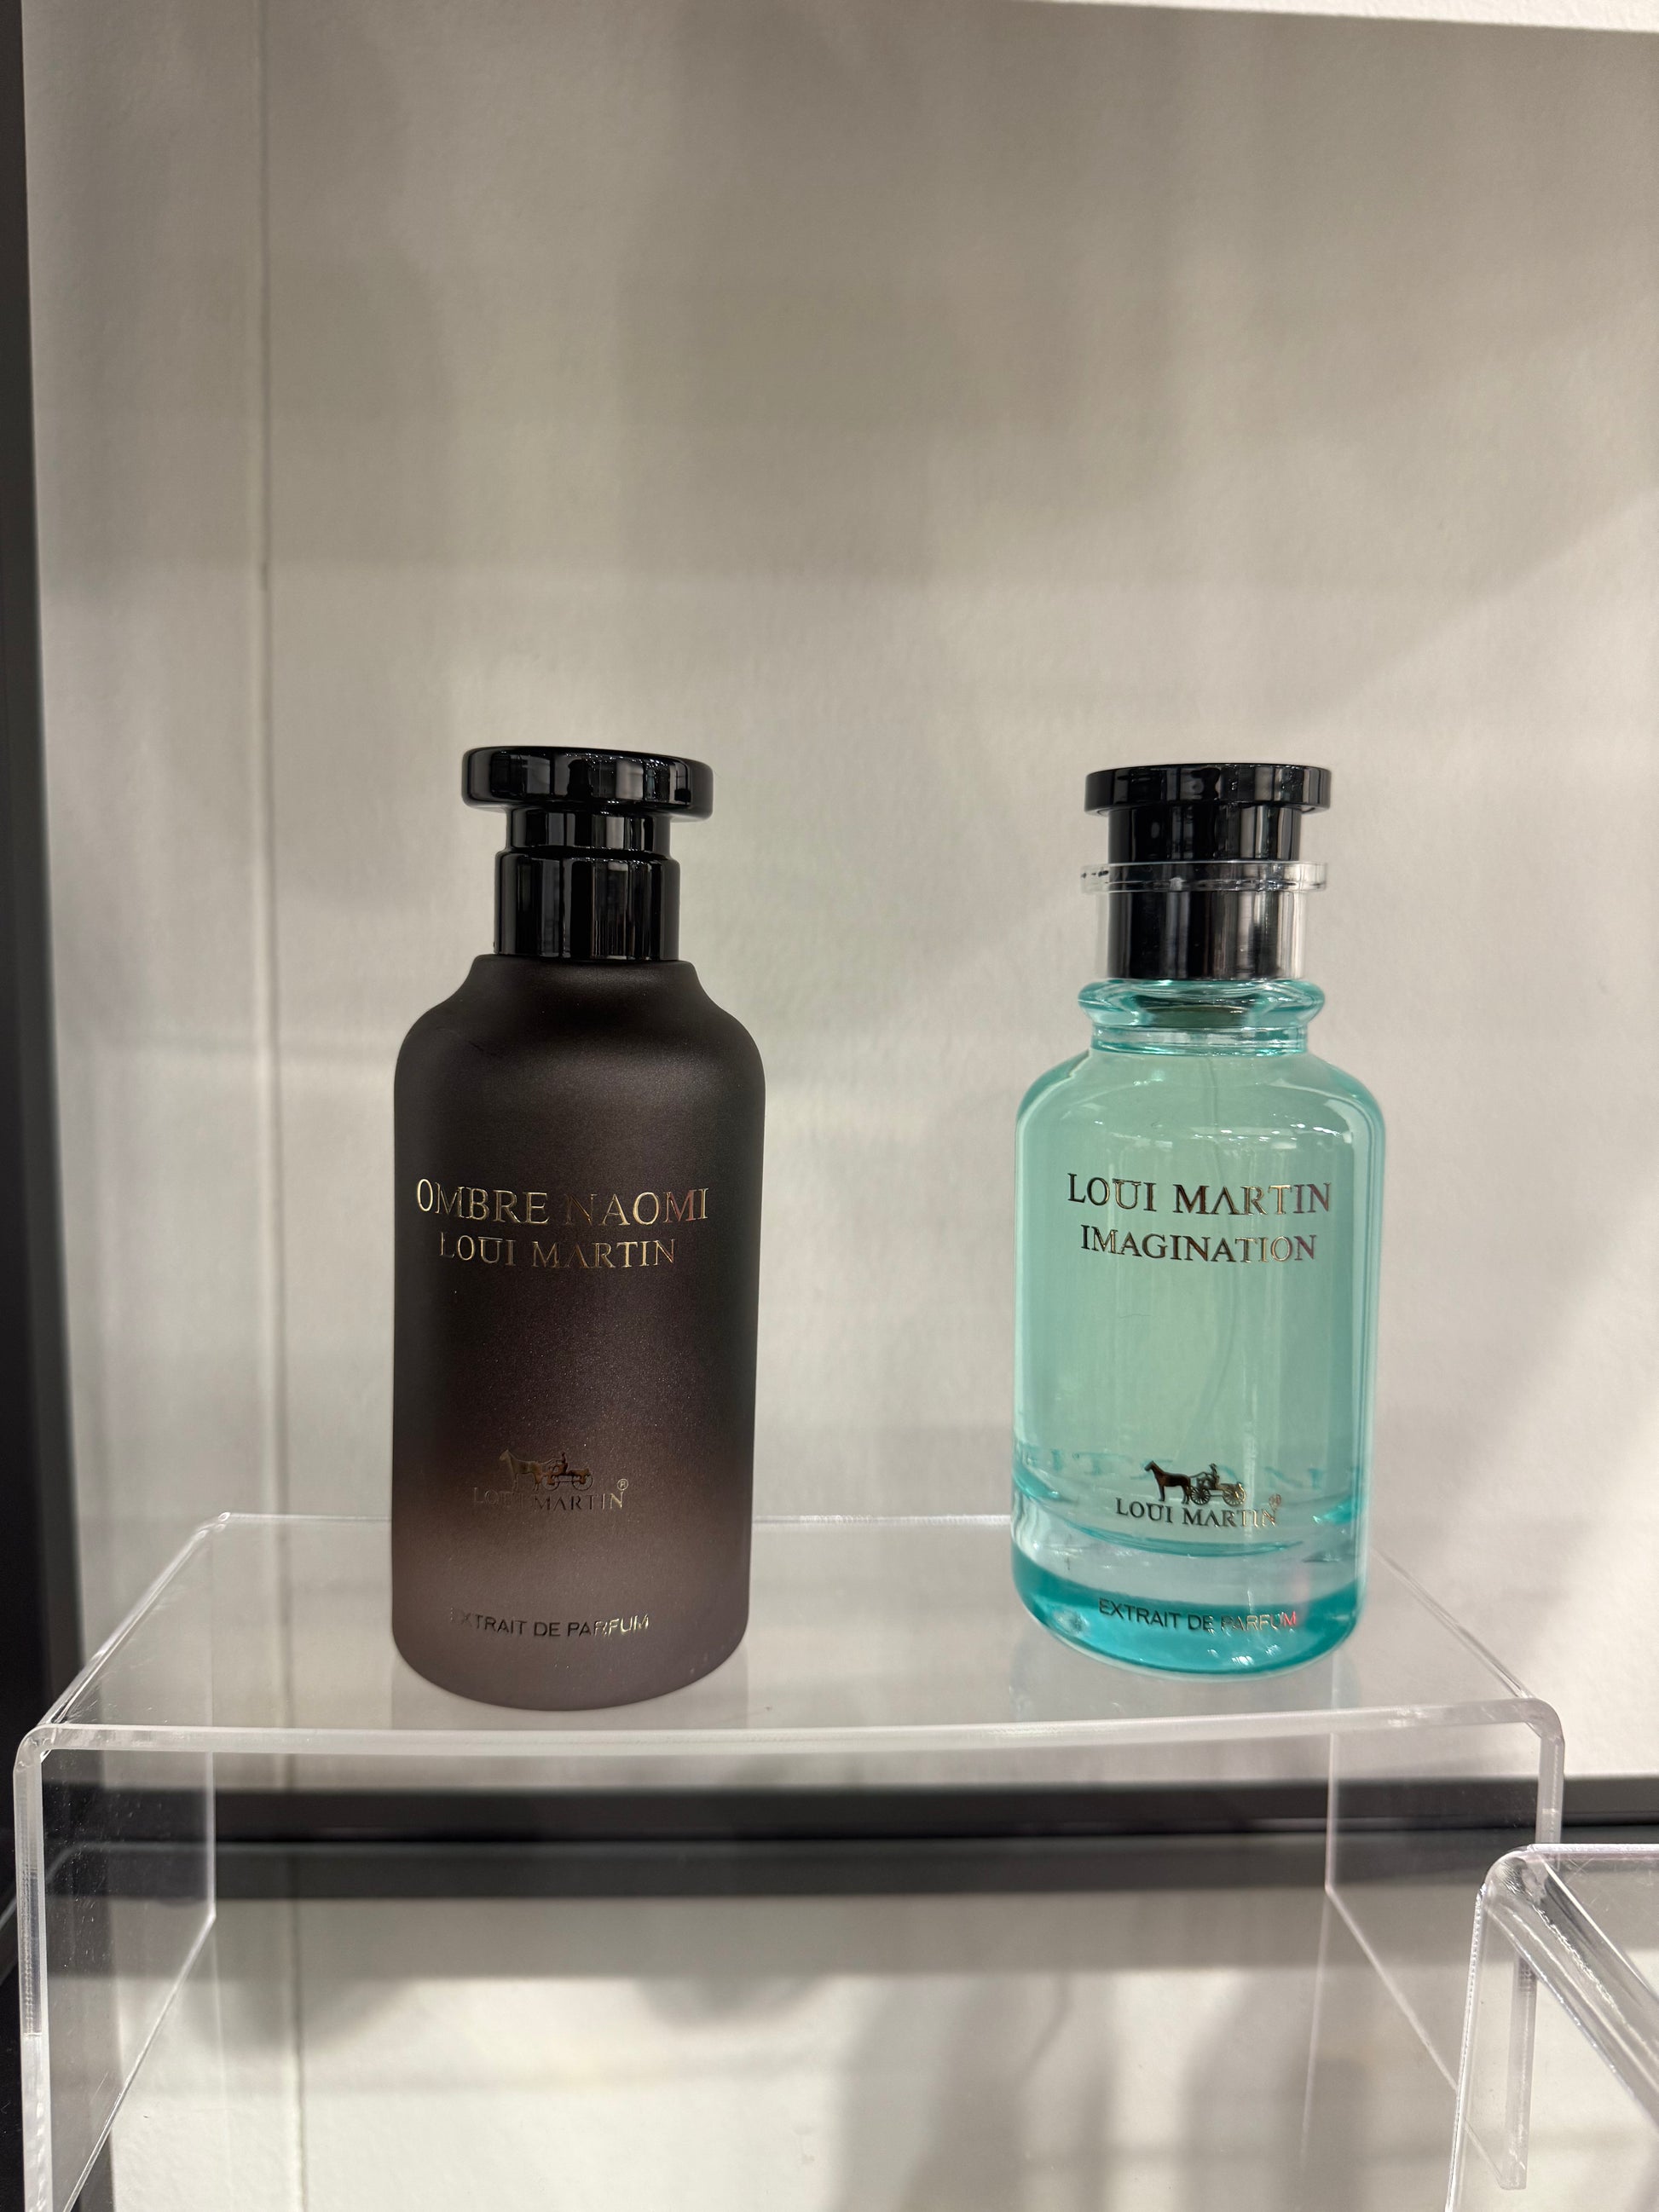 OMBRE NAOMI
LOUI MARTIN
LOUI MARTIN®
EXTRAIT DE PARFUM
LOUI MARTIN
IMAGINATION
LOUI MARTIN®
EXTRAIT DE PARFUM